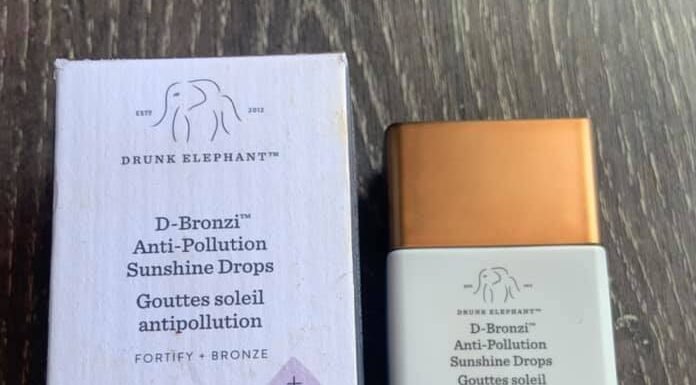 ESTD 2012
DRUNK ELEPHANT™
D-Bronzi™
Anti-Pollution
Sunshine Drops
Gouttes soleil
antipollution
FORTIFY + BRONZE
+
DRUNK ELEPHANT™
D-Bronzi™
Anti-Pollution
Sunshine Drops
Gouttes soleil